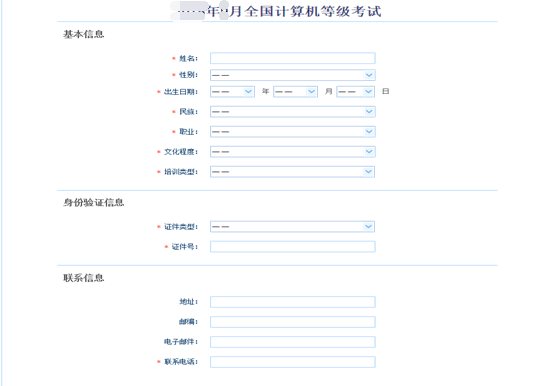 年9月全国计算机等级考试
基本信息
* 姓名:
* 性别: ——
* 出生日期: —— 年 —— 月 —— 日
* 民族: ——
* 职业: ——
* 文化程度: ——
* 培训类型: ——
身份验证信息
* 证件类型: ——
* 证件号:
联系信息
地址:
邮编:
电子邮件:
* 联系电话: